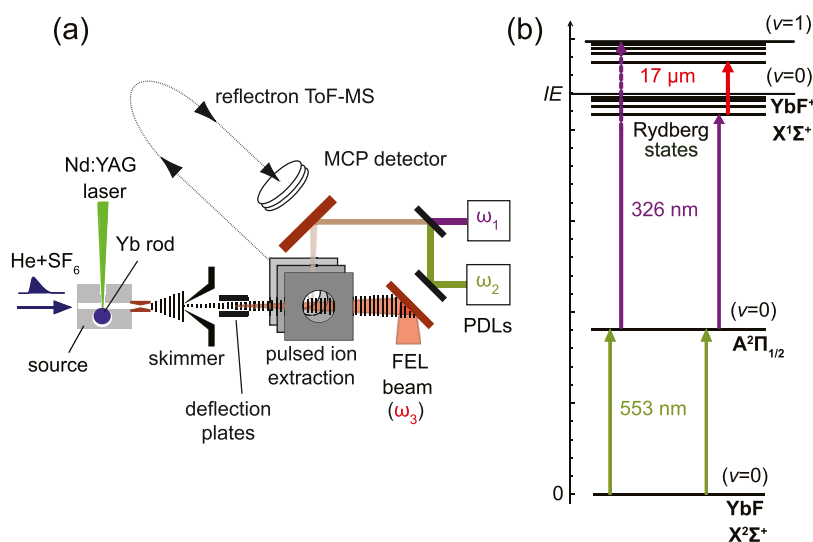 (a)
reflectron ToF-MS
Nd:YAG
laser
MCP detector
Yb rod
He+SF6
ω1
ω2
PDLs
source
skimmer
pulsed ion
extraction
FEL
beam
(ω3)
deflection
plates
(b)
(v=1)
17 µm
(v=0)
IE
YbF+
X¹Σ⁺
Rydberg
states
326 nm
(v=0)
A²Π1/2
553 nm
(v=0)
0
YbF
X²Σ⁺